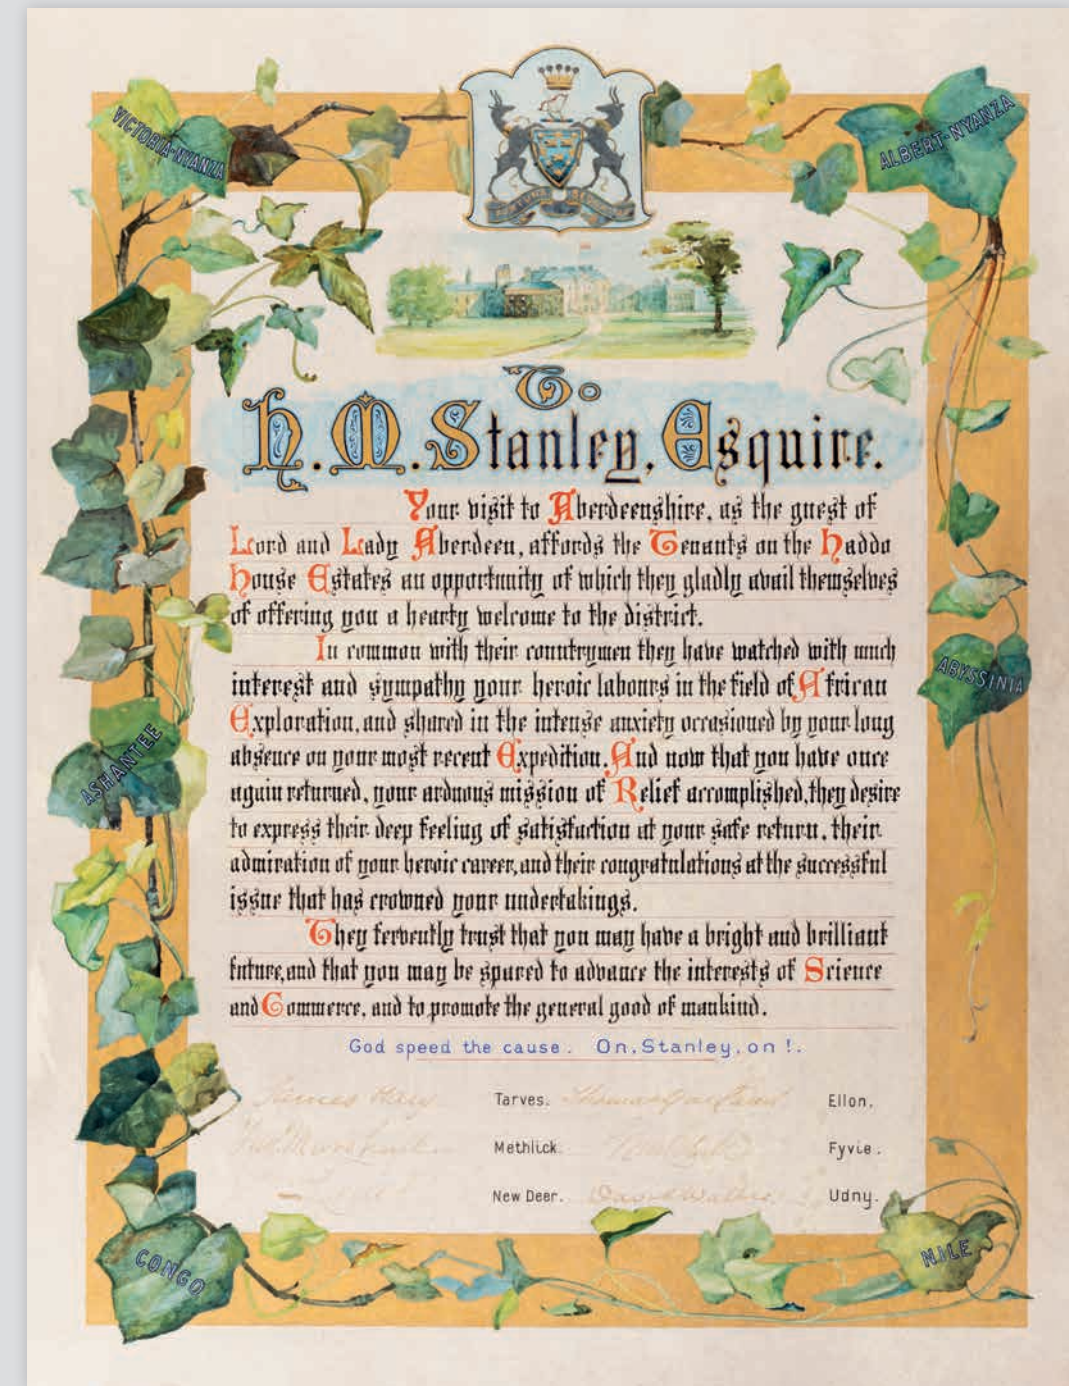 VICTORIA-NYANZA
ALBERT-NYANZA
To
H. M. Stanley, Esquire.
Your visit to Aberdeenshire, as the guest of
Lord and Lady Aberdeen, affords the Tenants on the Haddo
House Estates an opportunity of which they gladly avail themselves
of offering you a hearty welcome to the district.
In common with their countrymen they have watched with much
interest and sympathy your heroic labours in the field of African
Exploration, and shared in the intense anxiety occasioned by your long
absence on your most recent Expedition. And now that you have once
again returned, your arduous mission of Relief accomplished, they desire
to express their deep feeling of satisfaction at your safe return, their
admiration of your heroic career, and their congratulations at the successful
issue that has crowned your undertakings.
They fervently trust that you may have a bright and brilliant
future, and that you may be spared to advance the interests of Science
and Commerce, and to promote the general good of mankind.
God speed the cause. On, Stanley, on !.
James Hay Tarves. Ellon.
Methlick. Fyvie.
New Deer. David Walker Udny.
ABYSSINIA
ASHANTEE
CONGO
NILE